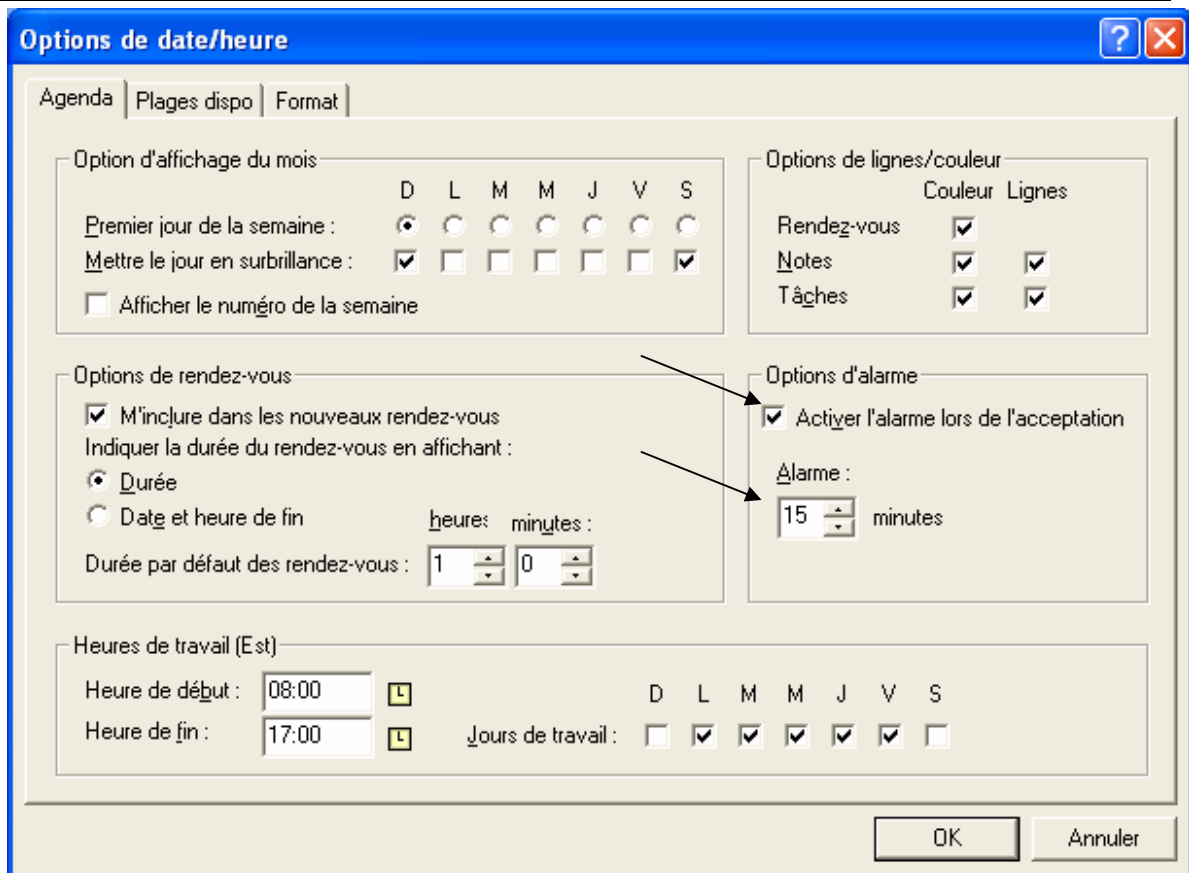 Options de date/heure
Agenda Plages dispo Format
Option d'affichage du mois
D L M M J V S
Premier jour de la semaine :
Mettre le jour en surbrillance :
Afficher le numéro de la semaine
Options de lignes/couleur
Couleur Lignes
Rendez-vous
Notes
Tâches
Options de rendez-vous
M'inclure dans les nouveaux rendez-vous
Indiquer la durée du rendez-vous en affichant :
Durée
Date et heure de fin
heures minutes :
Durée par défaut des rendez-vous : 1 0
Options d'alarme
Activer l'alarme lors de l'acceptation
Alarme :
15 minutes
Heures de travail (Est)
Heure de début : 08:00
Heure de fin : 17:00
D L M M J V S
Jours de travail :
OK Annuler